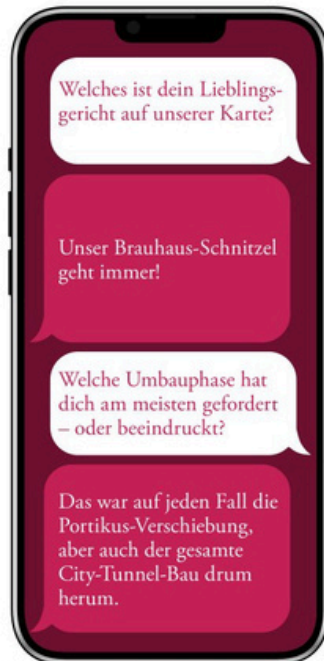 Welches ist dein Lieblings-
gericht auf unserer Karte?
Unser Brauhaus-Schnitzel
geht immer!
Welche Umbauphase hat
dich am meisten gefordert
– oder beeindruckt?
Das war auf jeden Fall die
Portikus-Verschiebung,
aber auch der gesamte
City-Tunnel-Bau drum
herum.